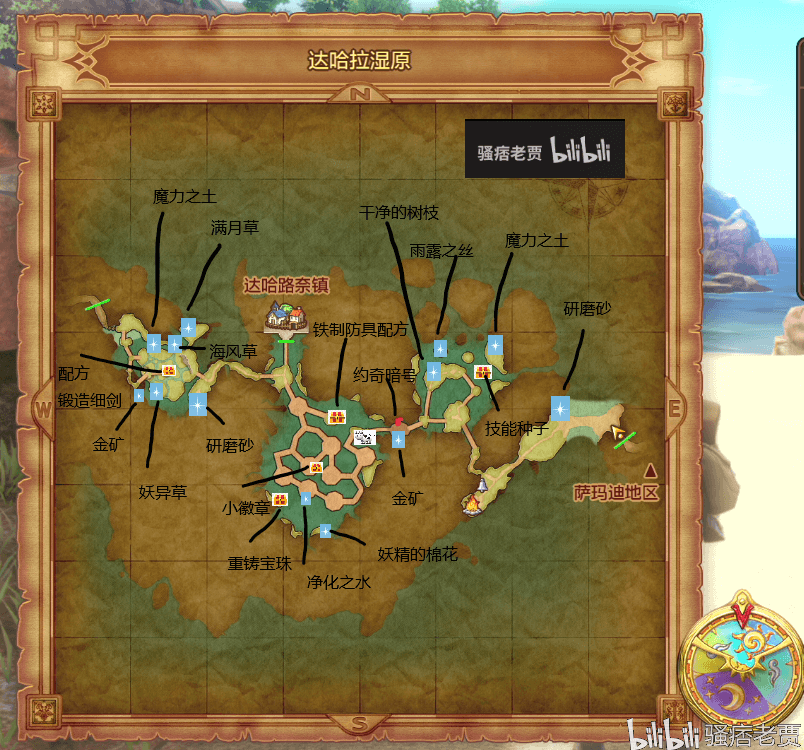 达哈拉湿原
N
骚痞老贾 bilibili
魔力之土
满月草
干净的树枝
雨露之丝
魔力之土
达哈路奈镇
研磨砂
铁制防具配方
海风草
配方
约奇暗号
锻造细剑
W
E
技能种子
金矿
研磨砂
妖异草
萨玛迪地区
小徽章
金矿
重铸宝珠
净化之水
妖精的棉花
S
bilibili 骚痞老贾